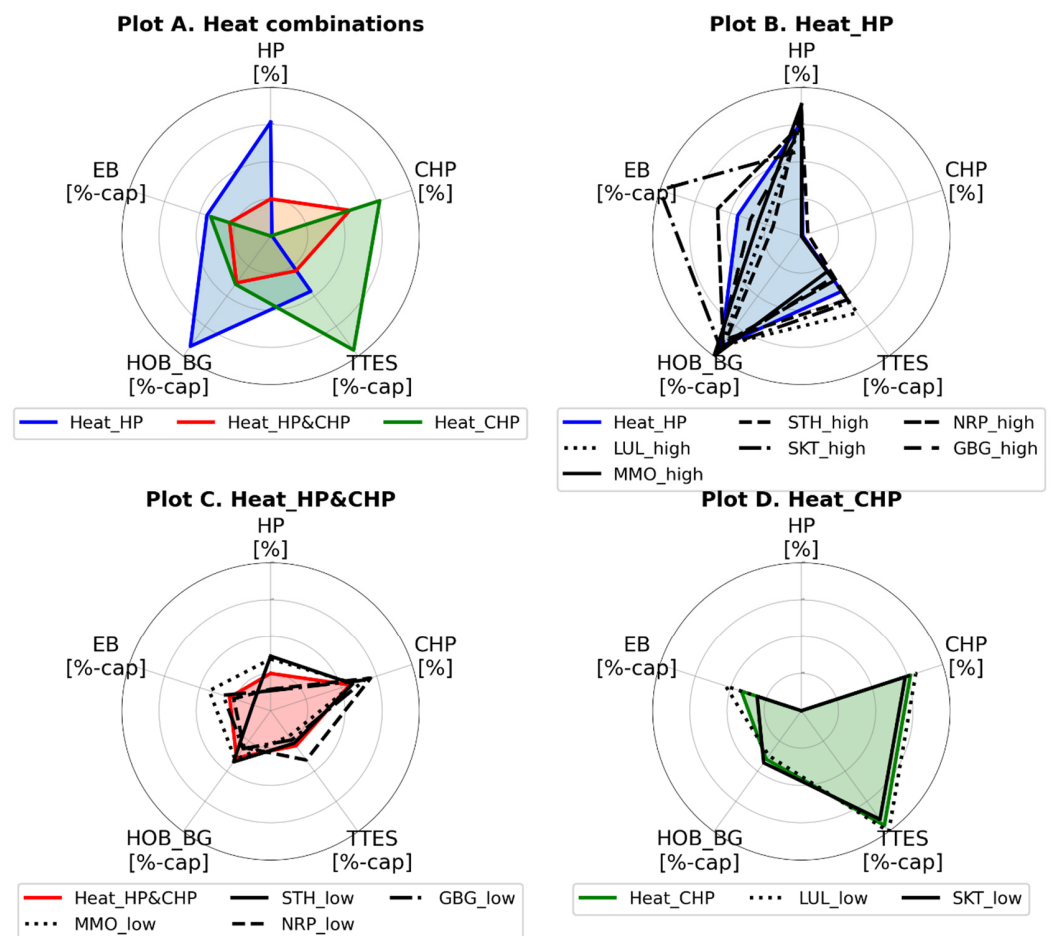 Plot A. Heat combinations
HP
[%]
CHP
[%]
TTES
[%-cap]
HOB_BG
[%-cap]
EB
[%-cap]
Heat_HP Heat_HP&CHP Heat_CHP
Plot B. Heat_HP
HP
[%]
CHP
[%]
TTES
[%-cap]
HOB_BG
[%-cap]
EB
[%-cap]
Heat_HP STH_high NRP_high
LUL_high SKT_high GBG_high
MMO_high
Plot C. Heat_HP&CHP
HP
[%]
CHP
[%]
TTES
[%-cap]
HOB_BG
[%-cap]
EB
[%-cap]
Heat_HP&CHP STH_low GBG_low
MMO_low NRP_low
Plot D. Heat_CHP
HP
[%]
CHP
[%]
TTES
[%-cap]
HOB_BG
[%-cap]
EB
[%-cap]
Heat_CHP LUL_low SKT_low